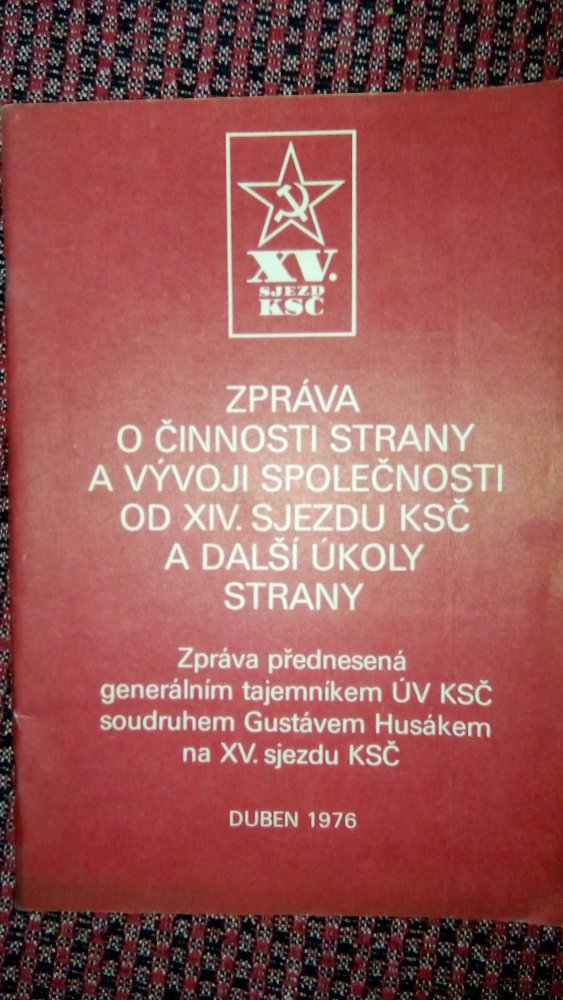 XV.
SJEZD
KSČ
ZPRÁVA
O ČINNOSTI STRANY
A VÝVOJI SPOLEČNOSTI
OD XIV. SJEZDU KSČ
A DALŠÍ ÚKOLY
STRANY
Zpráva přednesená
generálním tajemníkem ÚV KSČ
soudruhem Gustávem Husákem
na XV. sjezdu KSČ
DUBEN 1976